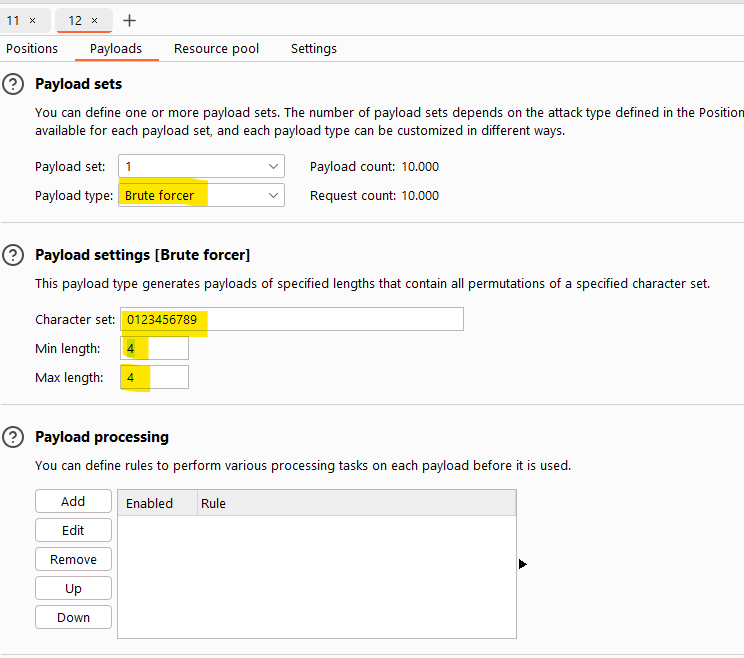 11 × 12 × +
Positions Payloads Resource pool Settings
? Payload sets
You can define one or more payload sets. The number of payload sets depends on the attack type defined in the Position
available for each payload set, and each payload type can be customized in different ways.
Payload set: 1 Payload count: 10.000
Payload type: Brute forcer Request count: 10.000
? Payload settings [Brute forcer]
This payload type generates payloads of specified lengths that contain all permutations of a specified character set.
Character set: 0123456789
Min length: 4
Max length: 4
? Payload processing
You can define rules to perform various processing tasks on each payload before it is used.
Add
Enabled Rule
Edit
Remove
Up
Down